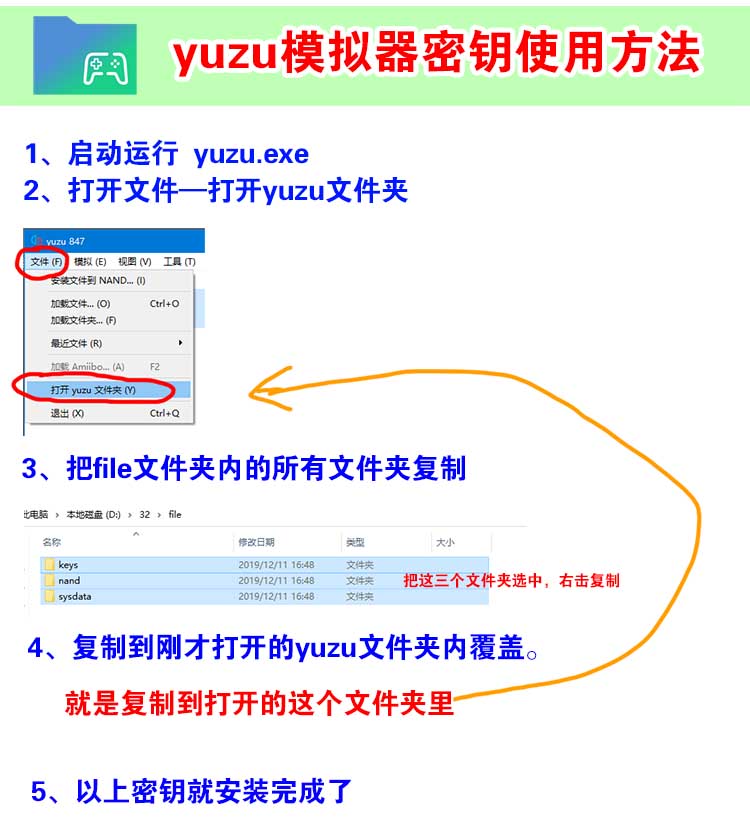 yuzu模拟器密钥使用方法
1、启动运行 yuzu.exe
2、打开文件—打开yuzu文件夹
yuzu 847
文件 (F) 模拟 (E) 视图 (V) 工具 (T)
安装文件到 NAND... (I)
加载文件... (O) Ctrl+O
加载文件夹... (F)
最近文件 (R)
加载 Amiibo... (A) F2
打开 yuzu 文件夹 (Y)
退出 (X) Ctrl+Q
3、把file文件夹内的所有文件夹复制
此电脑 › 本地磁盘 (D:) › 32 › file
名称 修改日期 类型 大小
keys 2019/12/11 16:48 文件夹
nand 2019/12/11 16:48 文件夹
sysdata 2019/12/11 16:48 文件夹
把这三个文件夹选中，右击复制
4、复制到刚才打开的yuzu文件夹内覆盖。
就是复制到打开的这个文件夹里
5、以上密钥就安装完成了